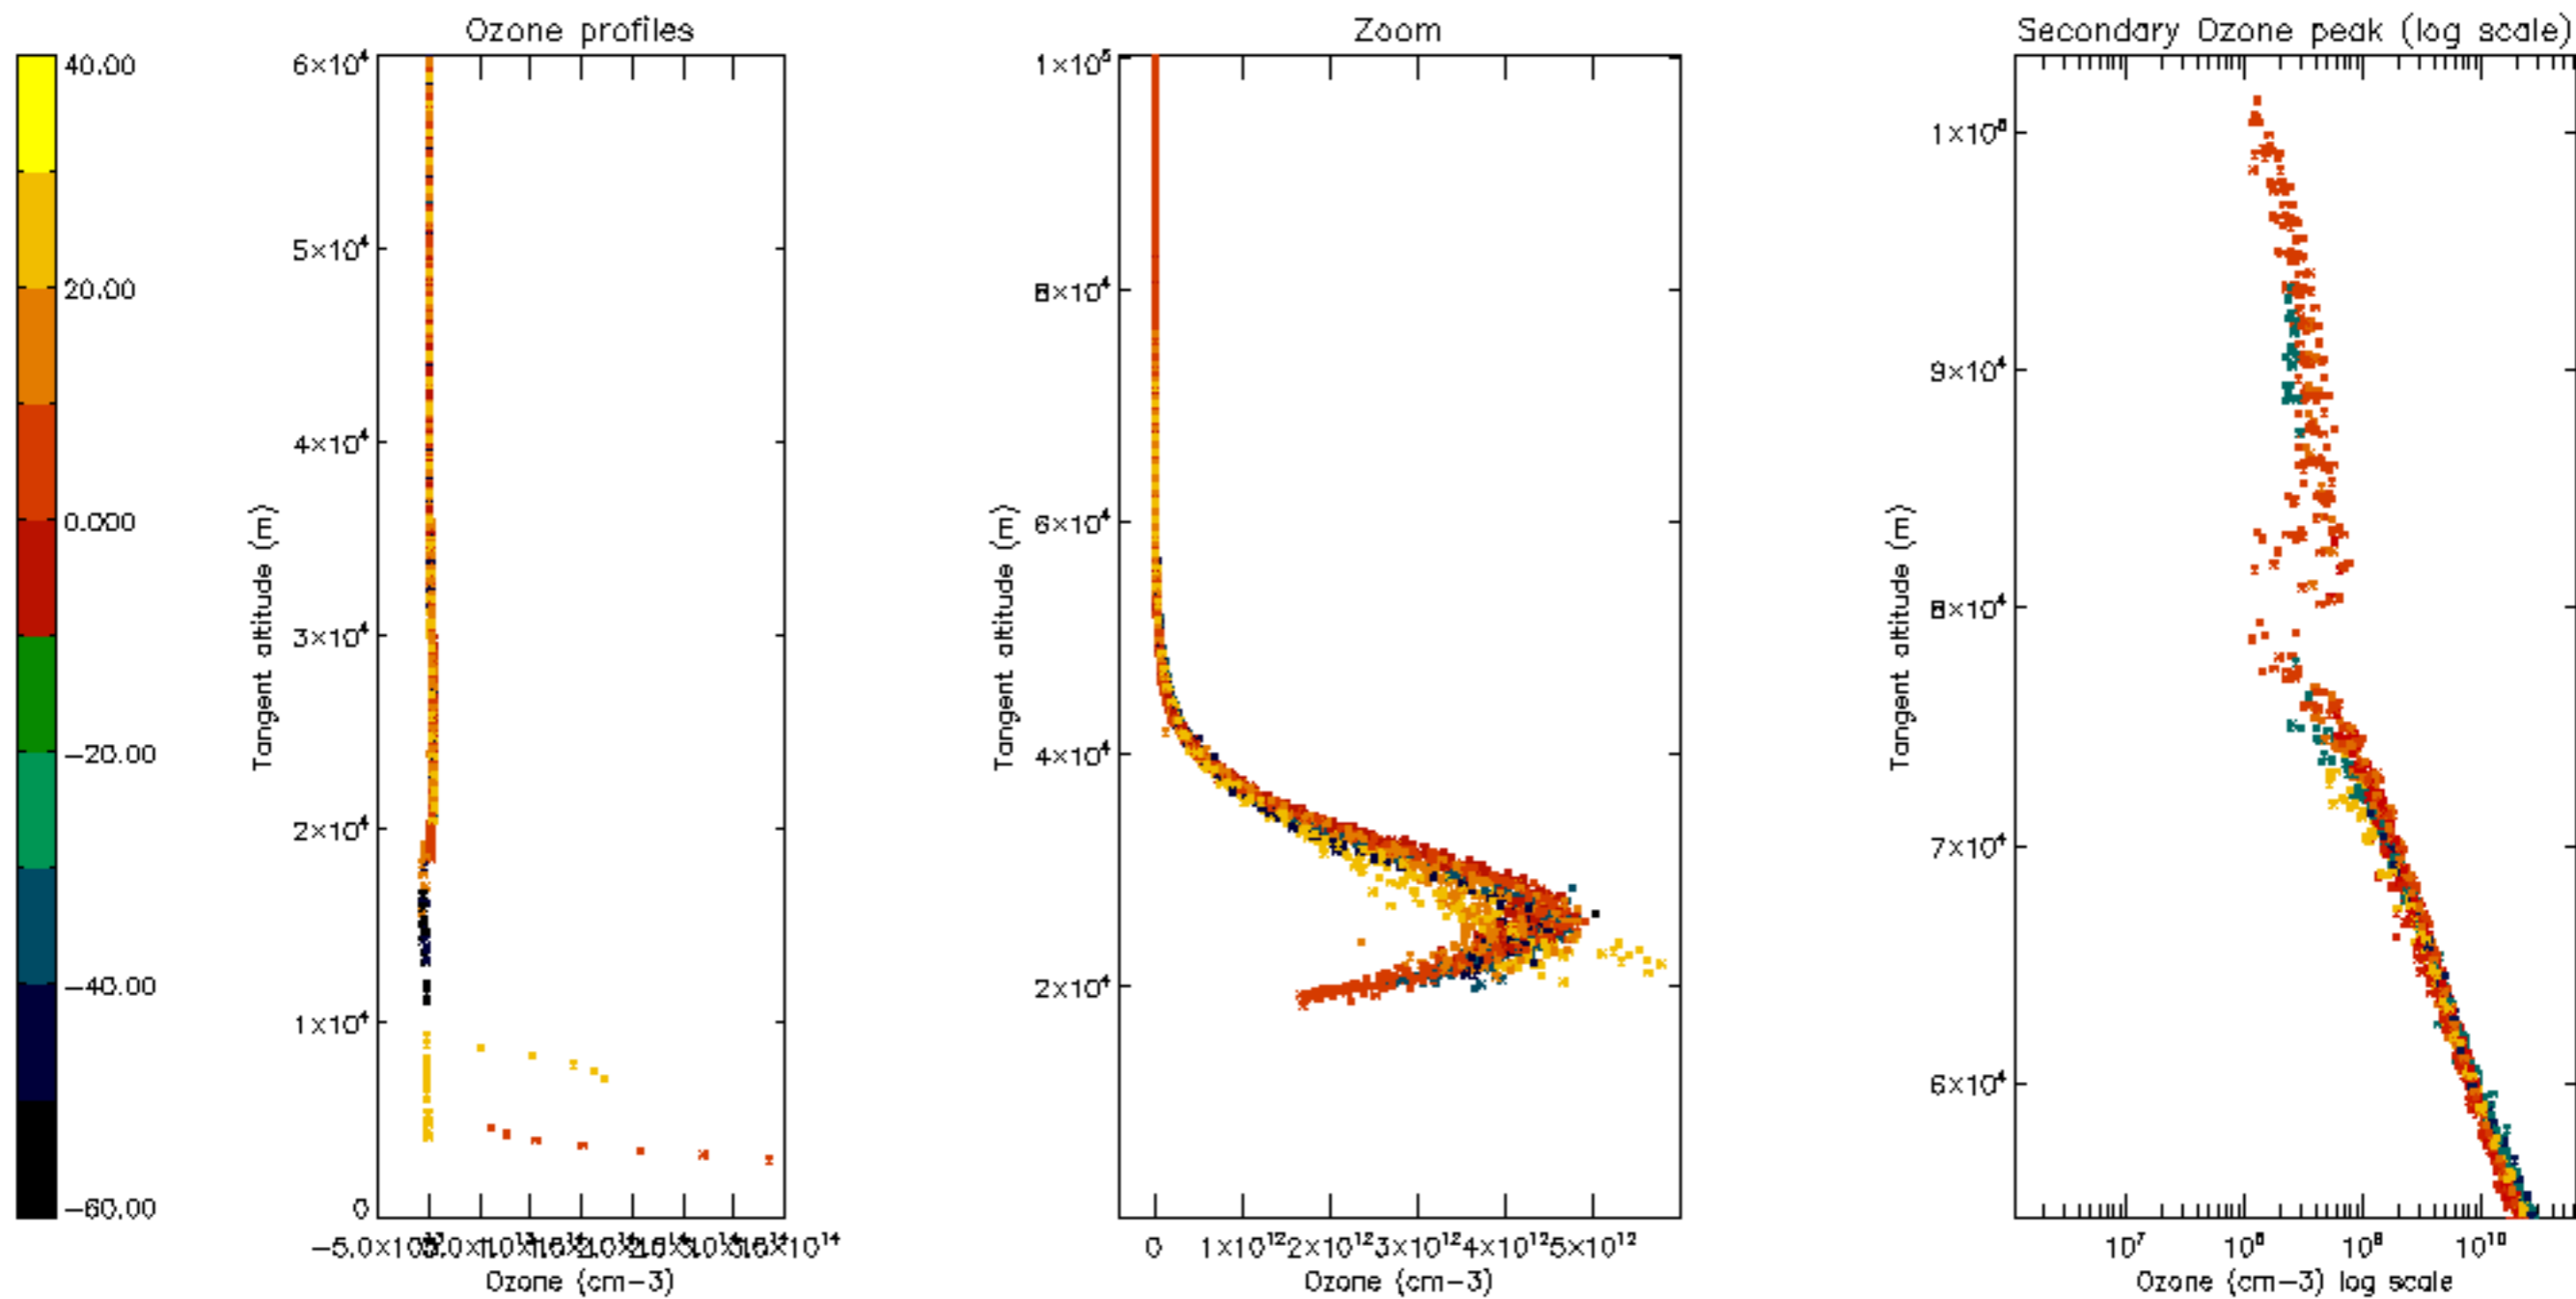 Ozone profiles
Zoom
Secondary Ozone peak (log scale)
40.00
20.00
0.000
−20.00
−40.00
−60.00
6×10⁴
5×10⁴
4×10⁴
3×10⁴
2×10⁴
1×10⁴
0
Tangent altitude (m)
Ozone (cm−3)
1×10⁵
8×10⁴
6×10⁴
4×10⁴
2×10⁴
Tangent altitude (m)
0 1×10¹² 2×10¹² 3×10¹² 4×10¹² 5×10¹²
Ozone (cm−3)
9×10⁴
8×10⁴
7×10⁴
6×10⁴
Tangent altitude (m)
10⁷ 10⁸ 10⁹ 10¹⁰
Ozone (cm−3) log scale